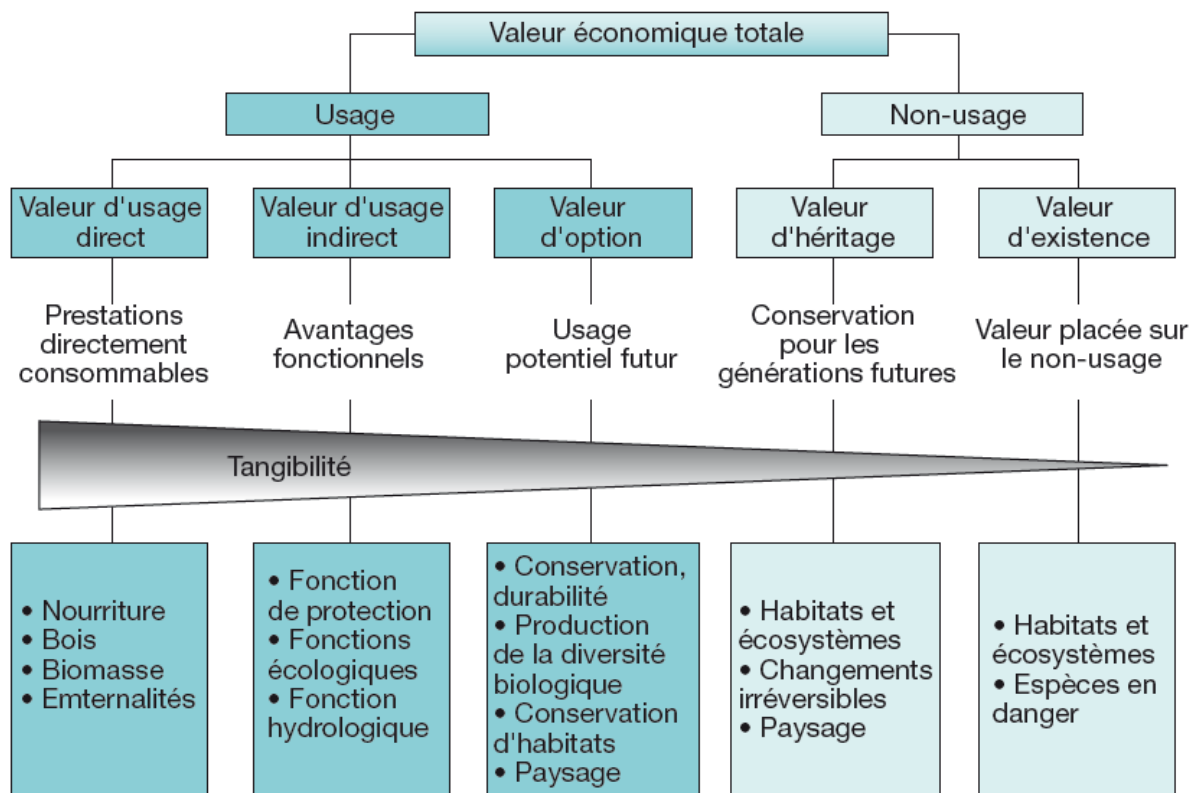 Valeur économique totale
Usage
Non-usage
Valeur d'usage
direct
Valeur d'usage
indirect
Valeur
d'option
Valeur
d'héritage
Valeur
d'existence
Prestations
directement
consommables
Avantages
fonctionnels
Usage
potentiel futur
Conservation
pour les
générations futures
Valeur placée sur
le non-usage
Tangibilité
• Nourriture
• Bois
• Biomasse
• Emternalités
• Fonction
de protection
• Fonctions
écologiques
• Fonction
hydrologique
• Conservation,
durabilité
• Production
de la diversité
biologique
• Conservation
d'habitats
• Paysage
• Habitats et
écosystèmes
• Changements
irréversibles
• Paysage
• Habitats et
écosystèmes
• Espèces en
danger